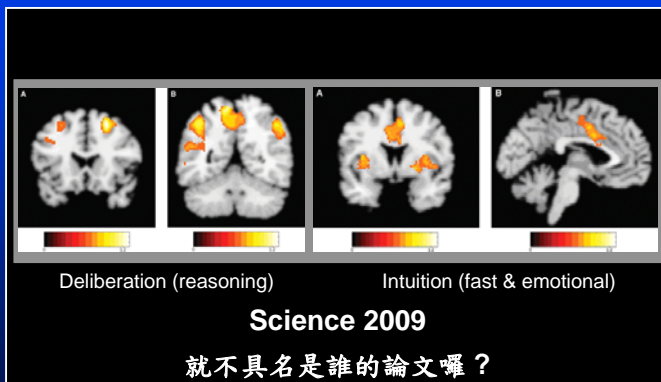 A B A B
Deliberation (reasoning) Intuition (fast & emotional)
Science 2009
就不具名是誰的論文囉？